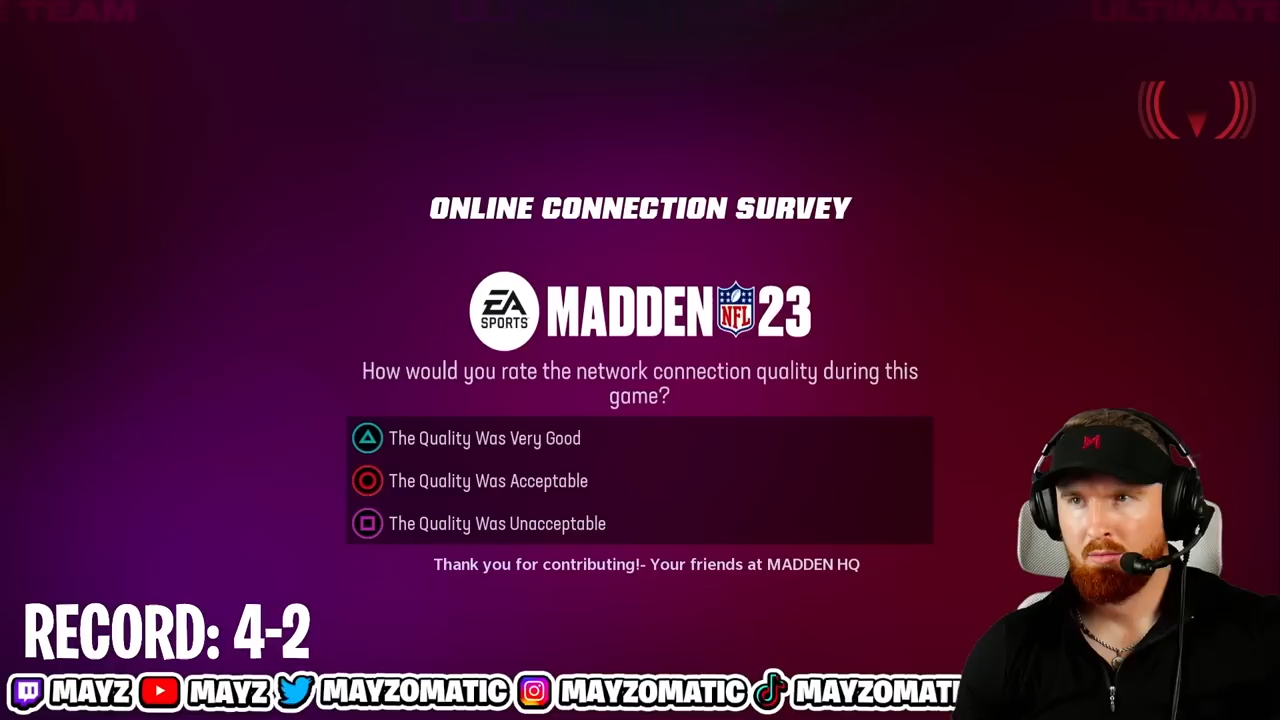 TEAM
ULTIMATE
ONLINE CONNECTION SURVEY
EA SPORTS MADDEN NFL 23
How would you rate the network connection quality during this
game?
The Quality Was Very Good
The Quality Was Acceptable
The Quality Was Unacceptable
Thank you for contributing!- Your friends at MADDEN HQ
RECORD: 4-2
MAYZ MAYZ MAYZOMATIC MAYZOMATIC MAYZOMATI